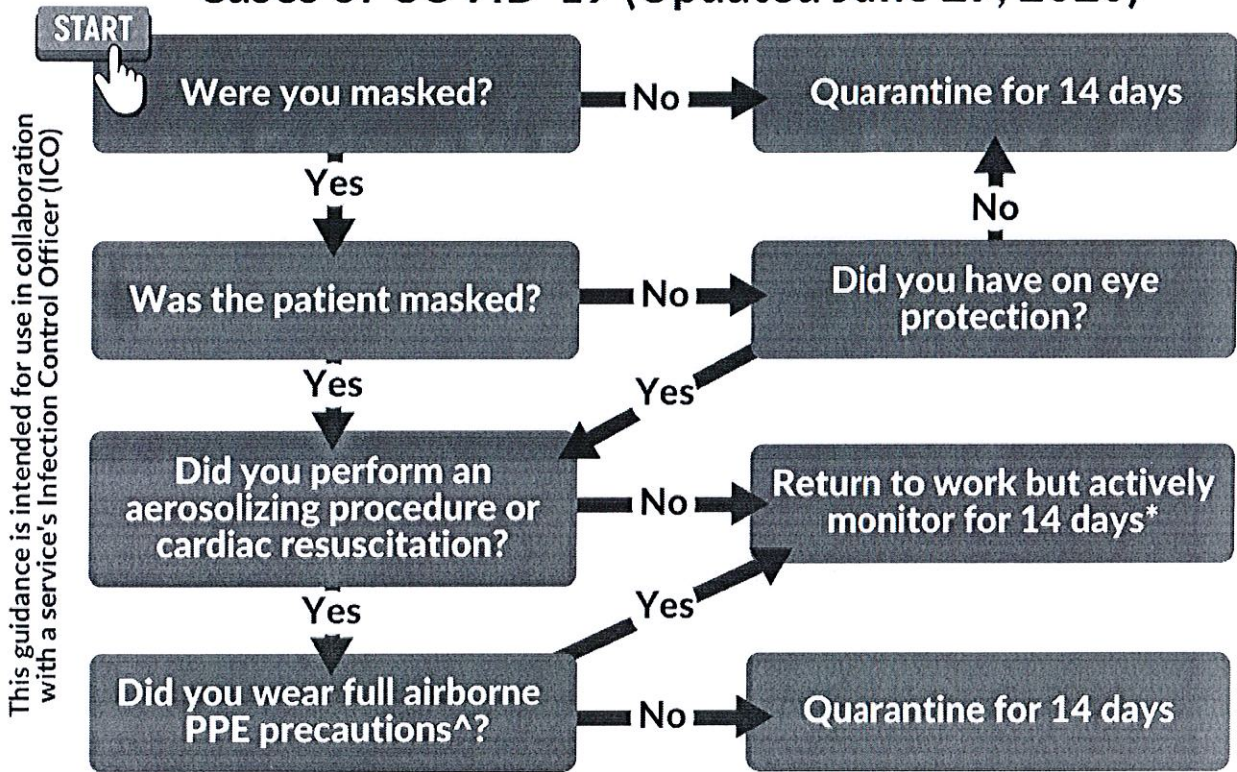 START
Were you masked?
No
Quarantine for 14 days
Yes
No
Was the patient masked?
No
Did you have on eye
protection?
Yes
Yes
Did you perform an
aerosolizing procedure or
cardiac resuscitation?
No
Return to work but actively
monitor for 14 days*
Yes
Yes
Did you wear full airborne
PPE precautions^?
No
Quarantine for 14 days
This guidance is intended for use in collaboration
with a service's Infection Control Officer (ICO)